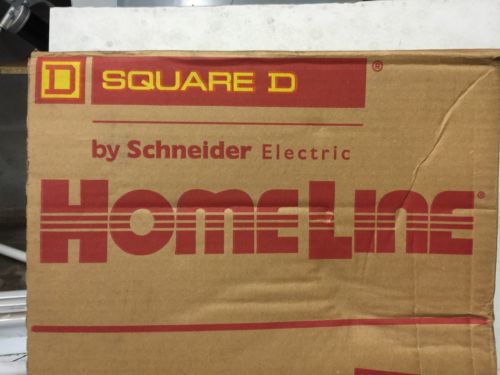 D SQUARE D ®
by Schneider Electric
HOMELINE ®